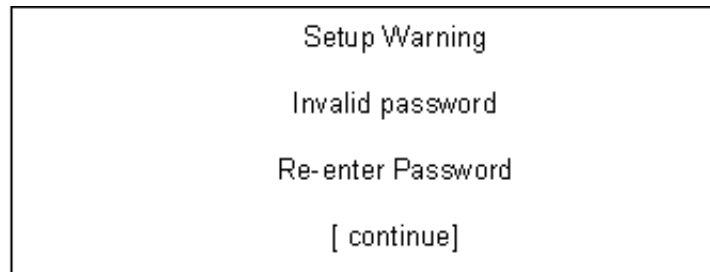 Setup Warning
Invalid password
Re-enter Password
[ continue]